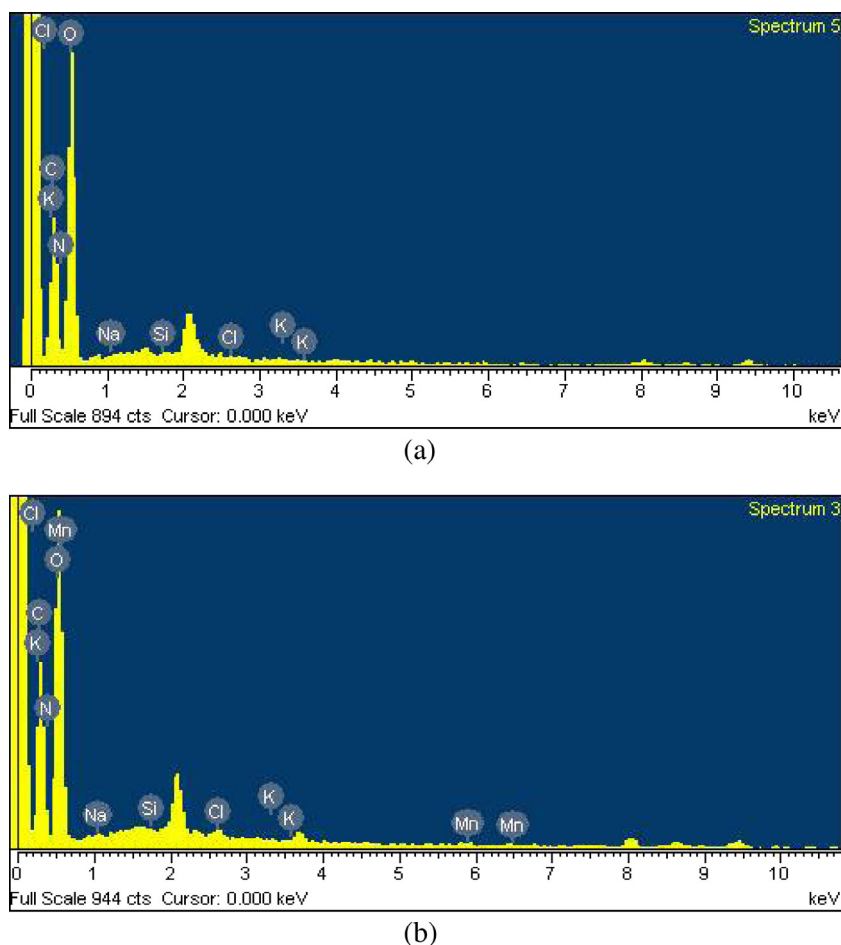 Spectrum 5
Cl O
C
K
N
Na Si Cl K K
0 1 2 3 4 5 6 7 8 9 10
Full Scale 894 cts Cursor: 0.000 keV keV
(a)
Spectrum 3
Cl Mn
O
C
K
N
Na Si Cl K K Mn Mn
0 1 2 3 4 5 6 7 8 9 10
Full Scale 944 cts Cursor: 0.000 keV keV
(b)